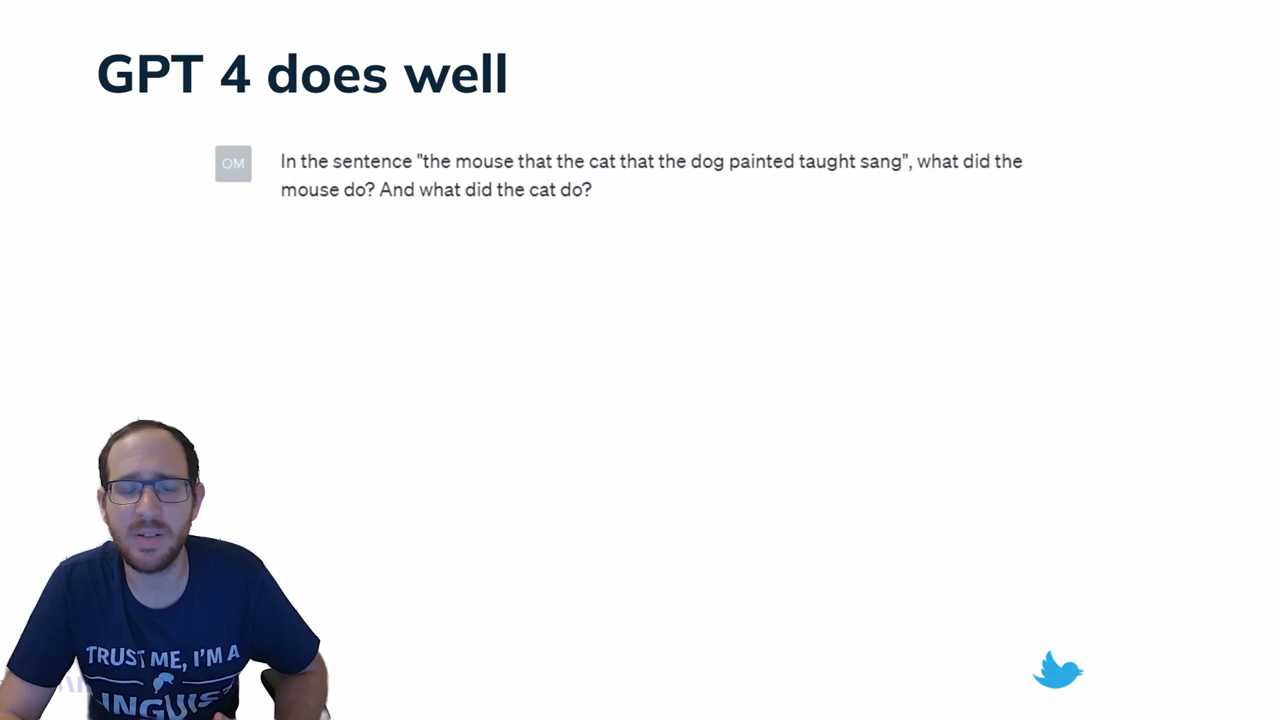 GPT 4 does well
OM
In the sentence "the mouse that the cat that the dog painted taught sang", what did the
mouse do? And what did the cat do?
TRUST ME, I'M A
LINGUIST